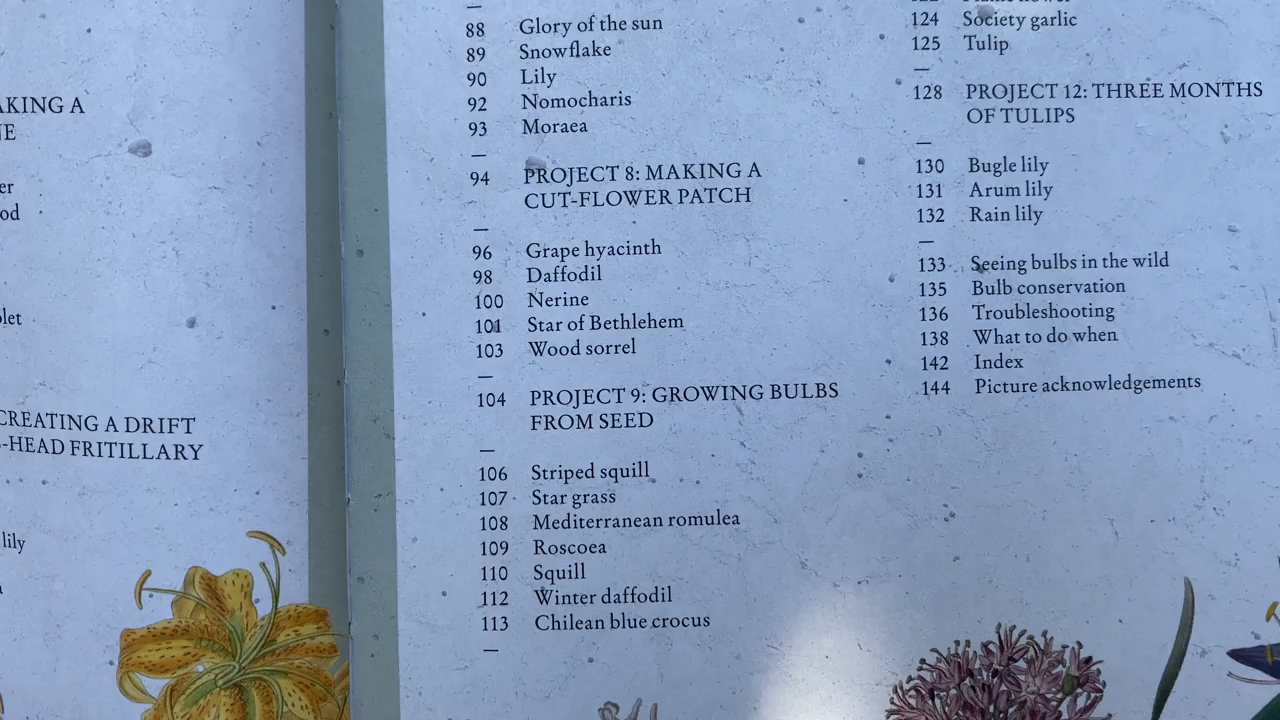 AKING A
er
ood
lily
CREATING A DRIFT
-HEAD FRITILLARY
—
88 Glory of the sun
89 Snowflake
90 Lily
92 Nomocharis
93 Moraea
—
94 PROJECT 8: MAKING A
CUT-FLOWER PATCH
—
96 Grape hyacinth
98 Daffodil
100 Nerine
101 Star of Bethlehem
103 Wood sorrel
—
104 PROJECT 9: GROWING BULBS
FROM SEED
—
106 Striped squill
107 Star grass
108 Mediterranean romulea
109 Roscoea
110 Squill
112 Winter daffodil
113 Chilean blue crocus
—
124 Society garlic
125 Tulip
—
128 PROJECT 12: THREE MONTHS
OF TULIPS
—
130 Bugle lily
131 Arum lily
132 Rain lily
—
133 Seeing bulbs in the wild
135 Bulb conservation
136 Troubleshooting
138 What to do when
142 Index
144 Picture acknowledgements